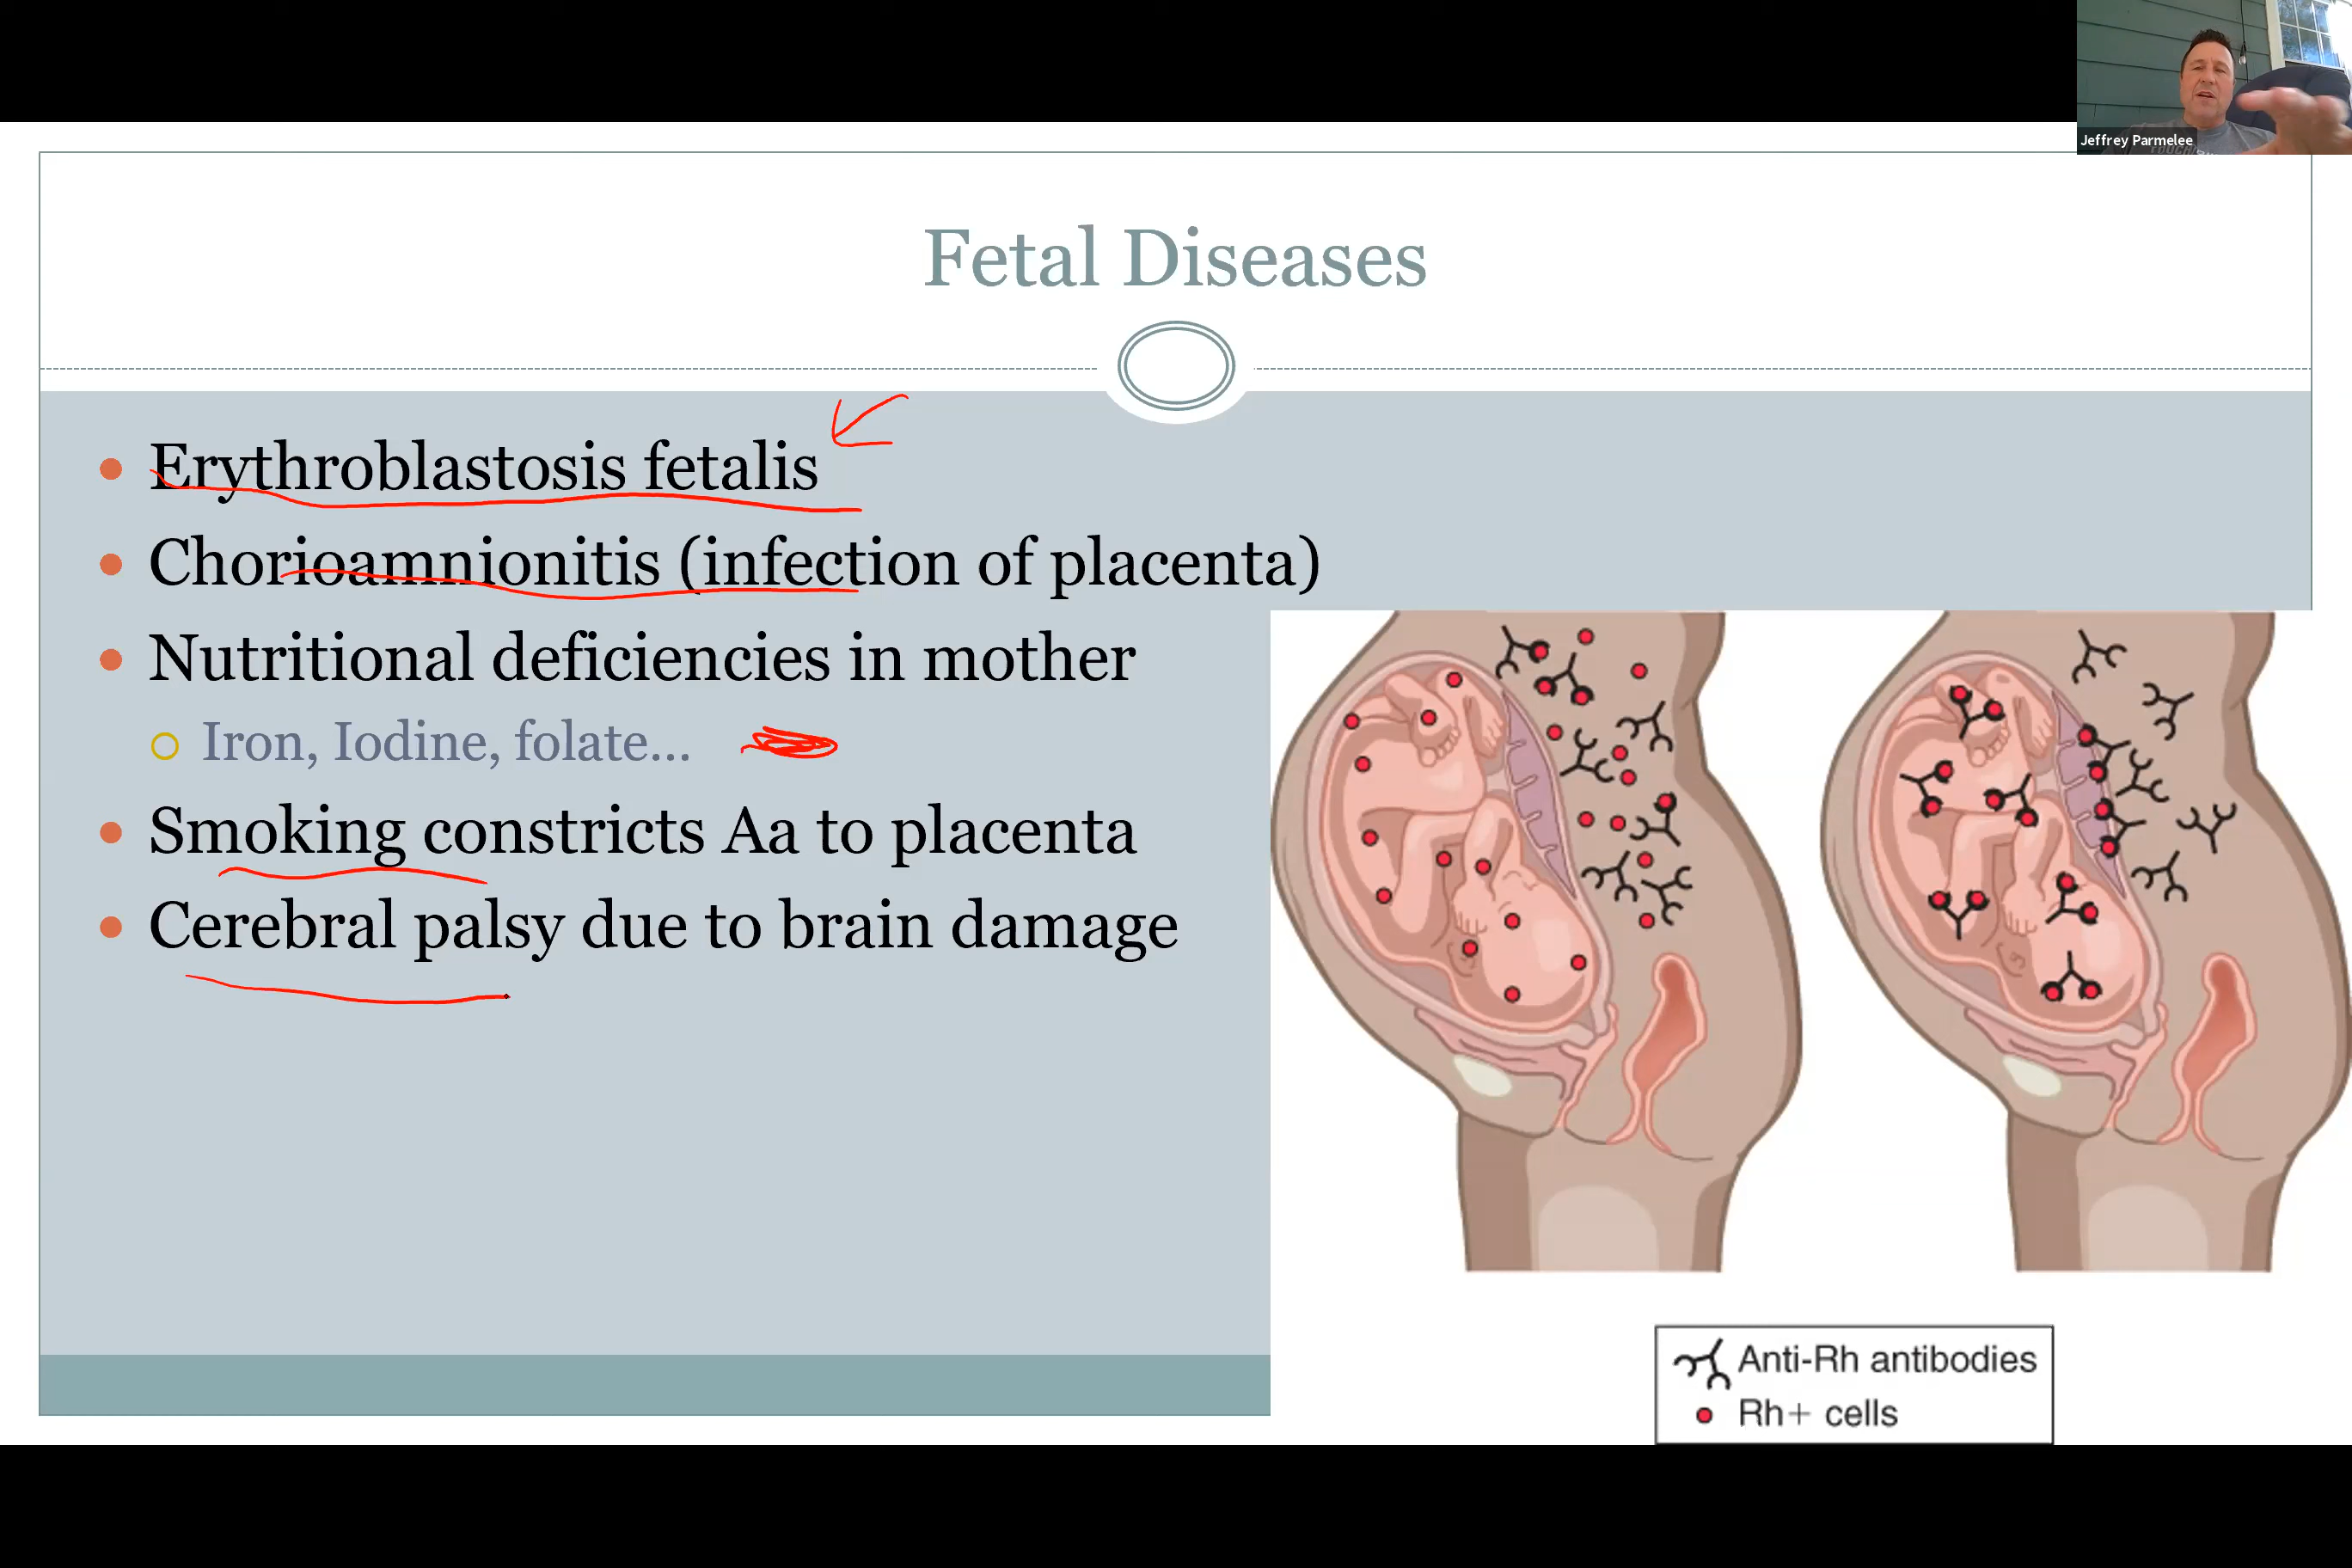 Jeffrey Parmelee
Fetal Diseases
Erythroblastosis fetalis
Chorioamnionitis (infection of placenta)
Nutritional deficiencies in mother
Iron, Iodine, folate...
Smoking constricts Aa to placenta
Cerebral palsy due to brain damage
Anti-Rh antibodies
Rh+ cells